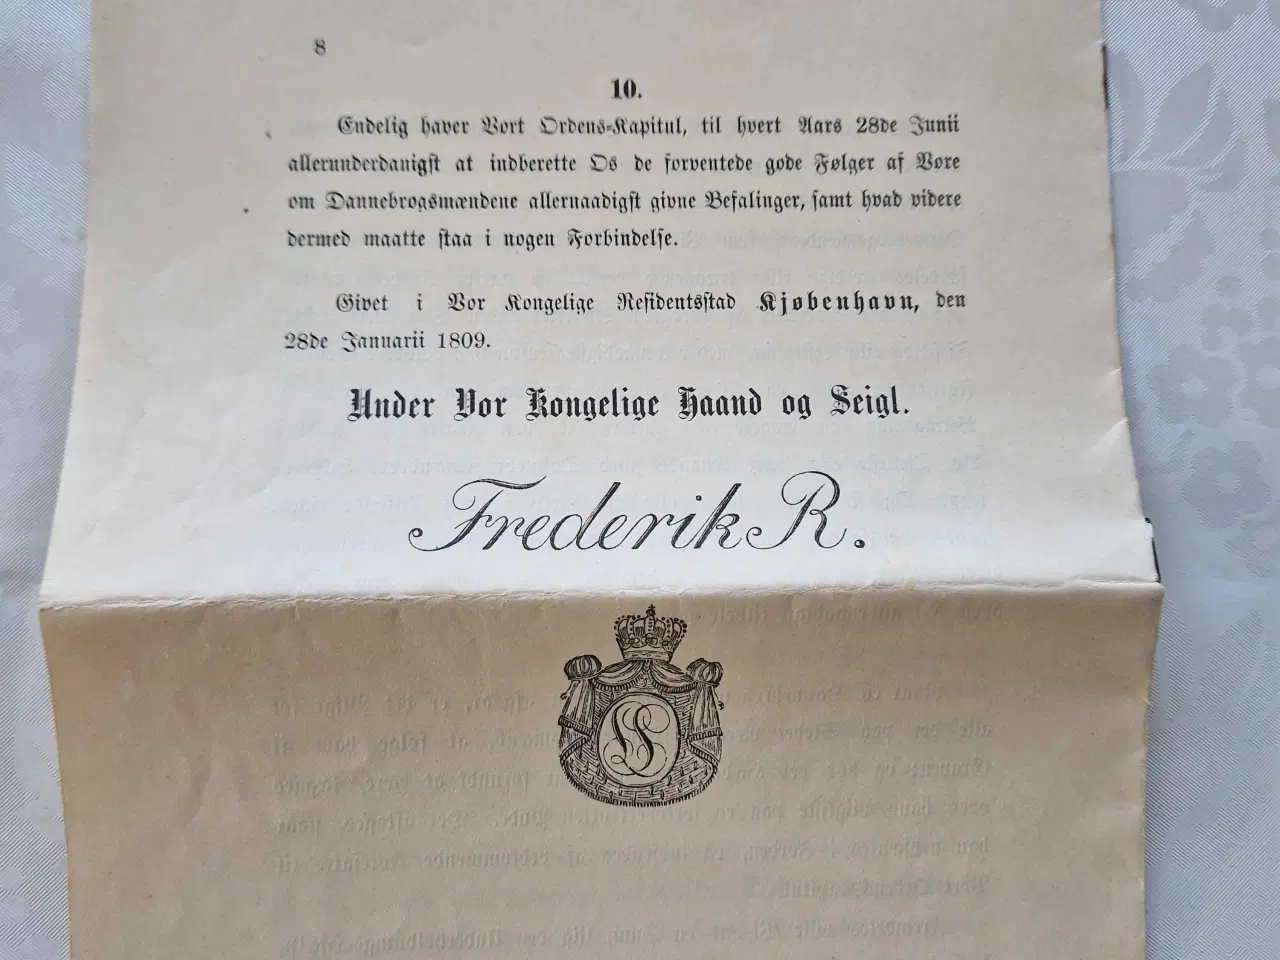 8
10.
Endelig haver Vort Ordens-Kapitul, til hvert Aars 28de Junii
allerunderdanigst at indberette Os de forventede gode Følger af Vore
om Dannebrogsmændene allernaadigst givne Befalinger, samt hvad videre
dermed maatte staa i nogen Forbindelse.
Givet i Vor Kongelige Residentsstad Kjøbenhavn, den
28de Januarii 1809.
Under Vor Kongelige Haand og Seigl.
Frederik R.
LS